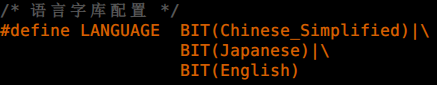 /* 语言字库配置 */
#define LANGUAGE  BIT(Chinese_Simplified)|\
                  BIT(Japanese)|\
                  BIT(English)